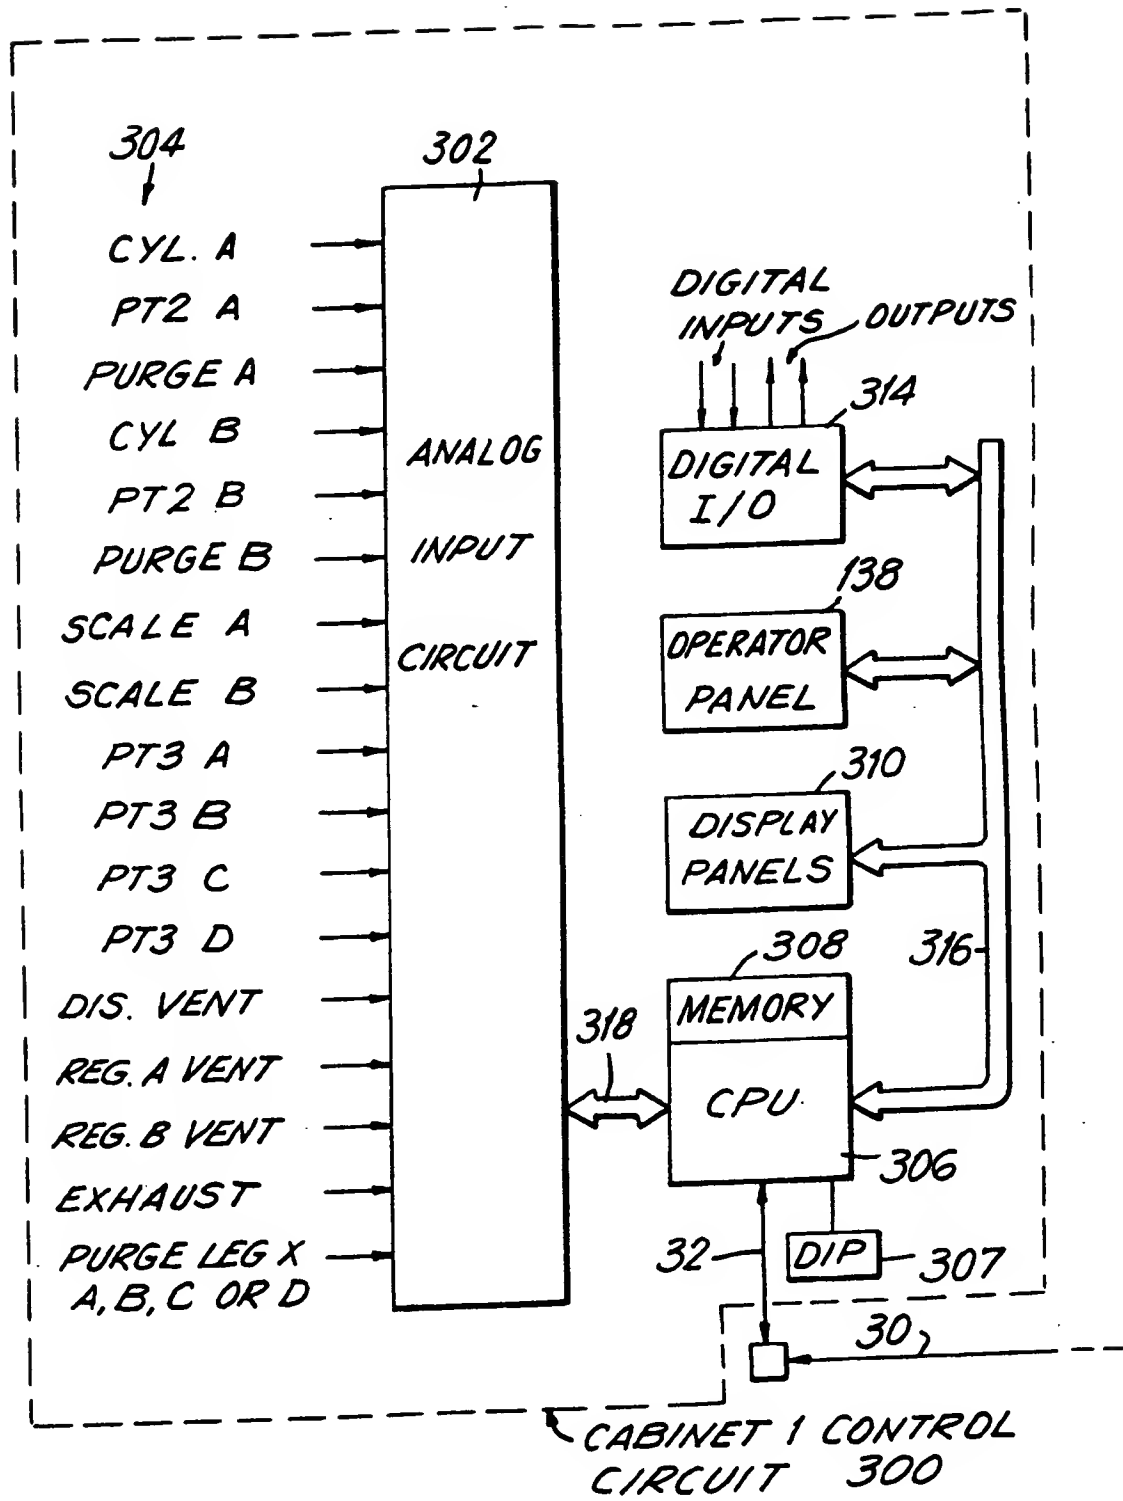 304
302
CYL. A
PT2 A
PURGE A
CYL B
PT2 B
PURGE B
SCALE A
SCALE B
PT3 A
PT3 B
PT3 C
PT3 D
DIS. VENT
REG. A VENT
REG. B VENT
EXHAUST
PURGE LEG X
A, B, C OR D
ANALOG
INPUT
CIRCUIT
DIGITAL
INPUTS
OUTPUTS
314
DIGITAL
I/O
138
OPERATOR
PANEL
310
DISPLAY
PANELS
316
308
MEMORY
CPU
318
306
32
DIP
307
30
CABINET 1 CONTROL
CIRCUIT 300